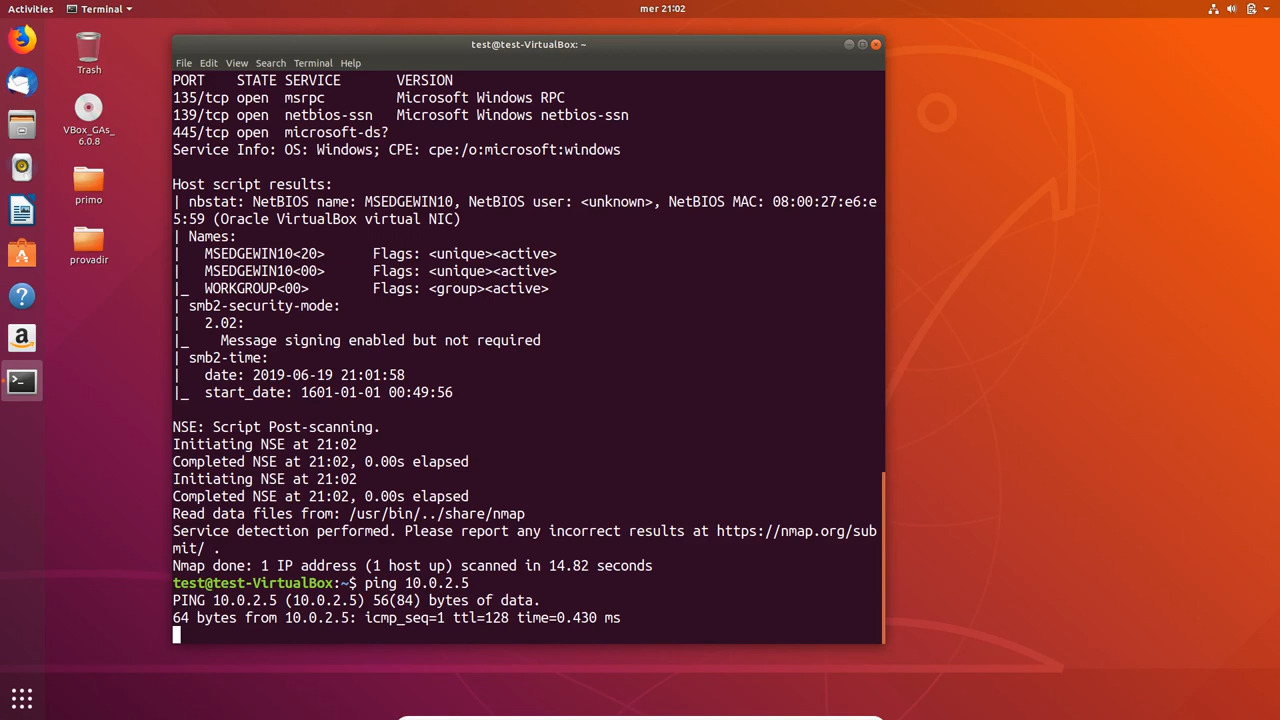 Activities
Terminal
mer 21:02
Trash
VBox_GAs_
6.0.8
primo
provadir
test@test-VirtualBox: ~
File Edit View Search Terminal Help
PORT    STATE SERVICE       VERSION
135/tcp open  msrpc         Microsoft Windows RPC
139/tcp open  netbios-ssn   Microsoft Windows netbios-ssn
445/tcp open  microsoft-ds?
Service Info: OS: Windows; CPE: cpe:/o:microsoft:windows
Host script results:
| nbstat: NetBIOS name: MSEDGEWIN10, NetBIOS user: <unknown>, NetBIOS MAC: 08:00:27:e6:e
5:59 (Oracle VirtualBox virtual NIC)
| Names:
|   MSEDGEWIN10<20>      Flags: <unique><active>
|   MSEDGEWIN10<00>      Flags: <unique><active>
|_  WORKGROUP<00>        Flags: <group><active>
| smb2-security-mode:
|   2.02:
|_    Message signing enabled but not required
| smb2-time:
|   date: 2019-06-19 21:01:58
|_  start_date: 1601-01-01 00:49:56
NSE: Script Post-scanning.
Initiating NSE at 21:02
Completed NSE at 21:02, 0.00s elapsed
Initiating NSE at 21:02
Completed NSE at 21:02, 0.00s elapsed
Read data files from: /usr/bin/../share/nmap
Service detection performed. Please report any incorrect results at https://nmap.org/sub
mit/ .
Nmap done: 1 IP address (1 host up) scanned in 14.82 seconds
test@test-VirtualBox:~$ ping 10.0.2.5
PING 10.0.2.5 (10.0.2.5) 56(84) bytes of data.
64 bytes from 10.0.2.5: icmp_seq=1 ttl=128 time=0.430 ms